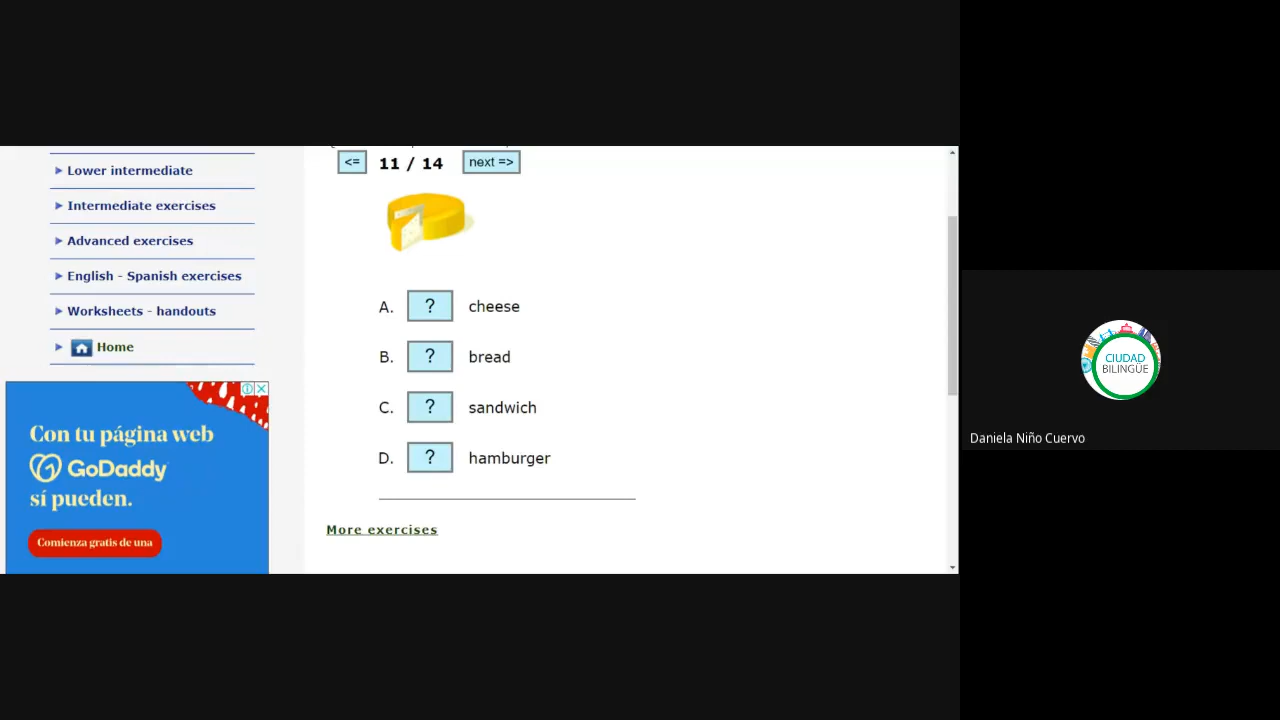 Lower intermediate
Intermediate exercises
Advanced exercises
English - Spanish exercises
Worksheets - handouts
Home
Con tu página web
GoDaddy
sí pueden.
Comienza gratis de una
<= 11 / 14 next =>
A. ? cheese
B. ? bread
C. ? sandwich
D. ? hamburger
More exercises
CIUDAD
BILINGÜE
Daniela Niño Cuervo